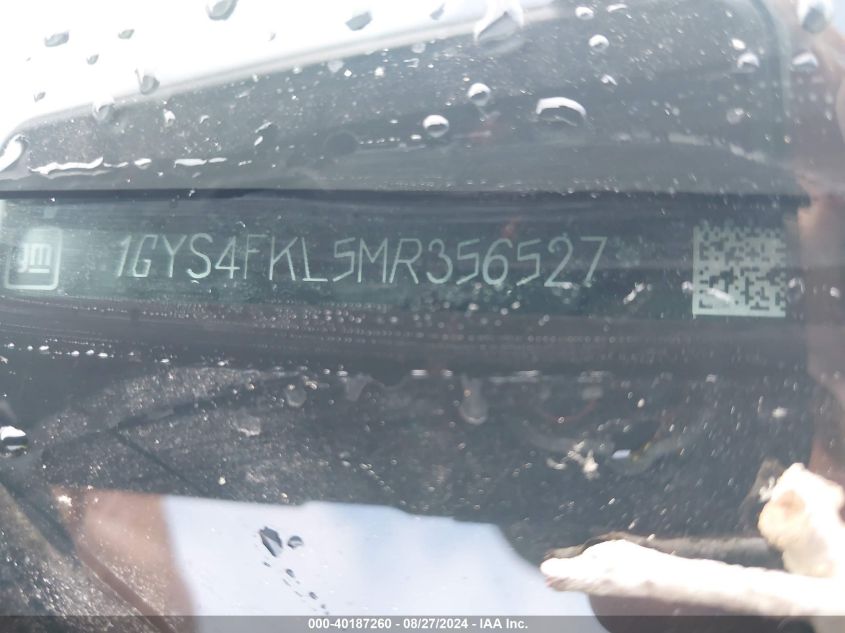 gm 1GYS4FKL5MR356527
000-40187260 - 08/27/2024 - IAA Inc.